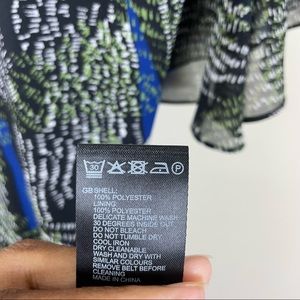 30
P
GB SHELL:
100% POLYESTER
LINING:
100% POLYESTER
DELICATE MACHINE WASH
30 DEGREES INSIDE OUT
DO NOT BLEACH
DO NOT TUMBLE DRY
COOL IRON
DRY CLEANABLE
WASH AND DRY WITH
SIMILAR COLOURS
REMOVE BELT BEFORE
CLEANING
MADE IN CHINA